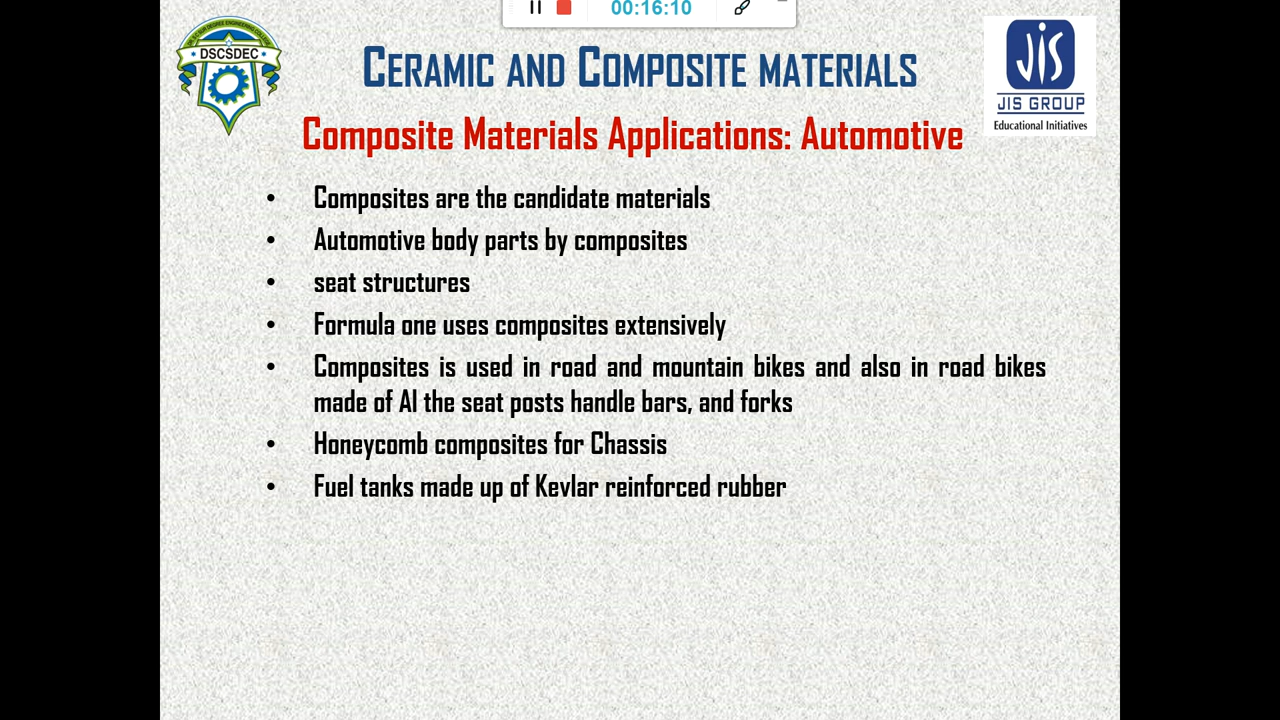 00:16:10
DSCSDEC
CERAMIC AND COMPOSITE MATERIALS
JIS
JIS GROUP
Educational Initiatives
Composite Materials Applications: Automotive
• Composites are the candidate materials
• Automotive body parts by composites
• seat structures
• Formula one uses composites extensively
• Composites is used in road and mountain bikes and also in road bikes
made of Al the seat posts handle bars, and forks
• Honeycomb composites for Chassis
• Fuel tanks made up of Kevlar reinforced rubber